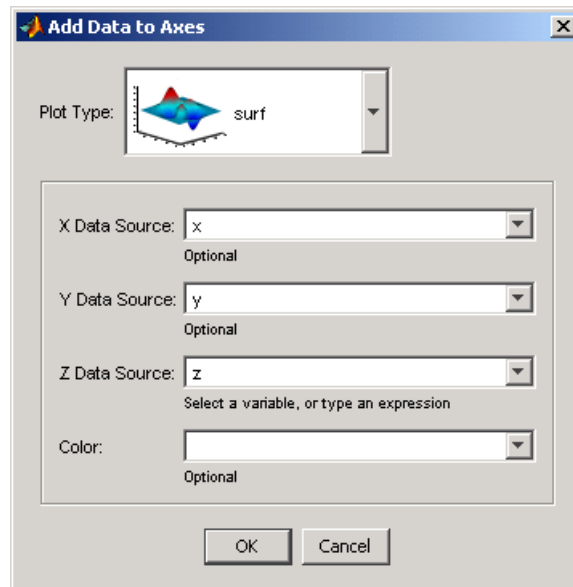 Add Data to Axes
Plot Type: surf
X Data Source: x
Optional
Y Data Source: y
Optional
Z Data Source: z
Select a variable, or type an expression
Color:
Optional
OK Cancel